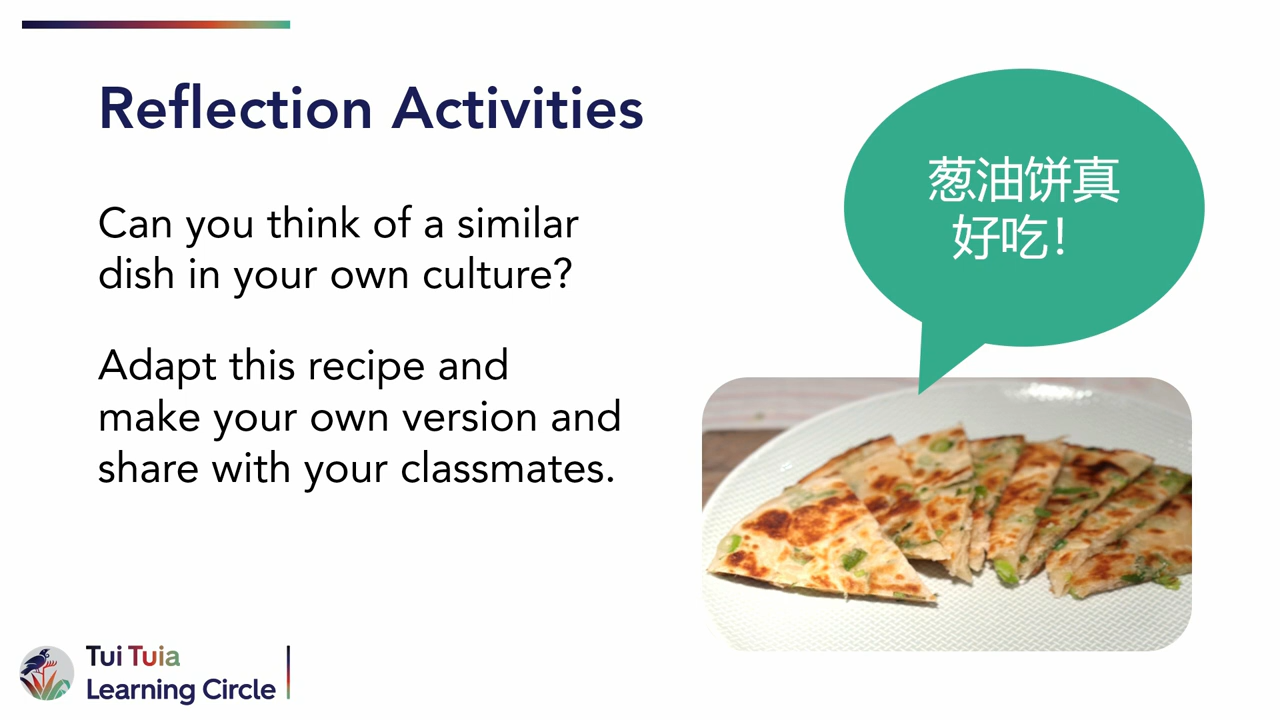 Reflection Activities
Can you think of a similar
dish in your own culture?
Adapt this recipe and
make your own version and
share with your classmates.
葱油饼真
好吃！
Tui Tuia
Learning Circle